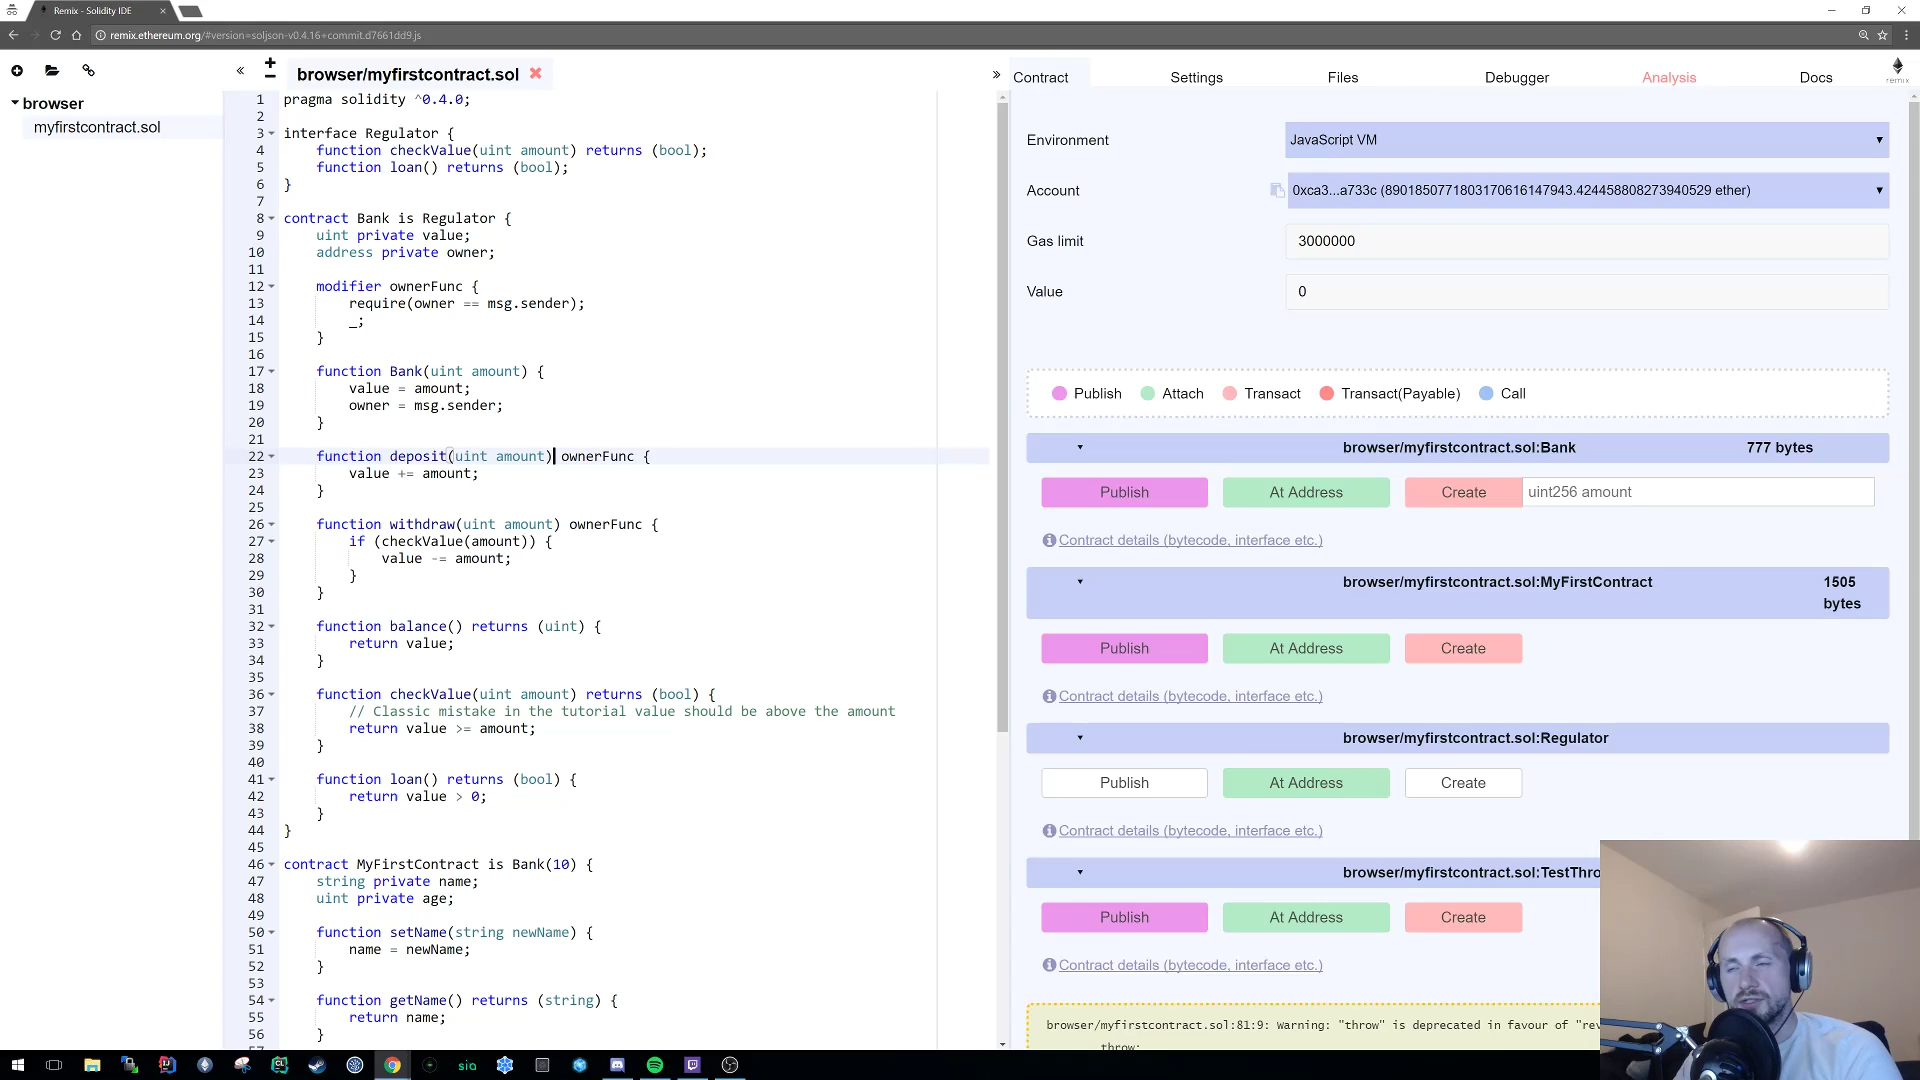 Remix - Solidity IDE
remix.ethereum.org/#version=soljson-v0.4.16+commit.d7661dd9.js
browser/myfirstcontract.sol
browser
myfirstcontract.sol
1 pragma solidity ^0.4.0;
2
3 interface Regulator {
4 function checkValue(uint amount) returns (bool);
5 function loan() returns (bool);
6 }
7
8 contract Bank is Regulator {
9 uint private value;
10 address private owner;
11
12 modifier ownerFunc {
13 require(owner == msg.sender);
14 _;
15 }
16
17 function Bank(uint amount) {
18 value = amount;
19 owner = msg.sender;
20 }
21
22 function deposit(uint amount) ownerFunc {
23 value += amount;
24 }
25
26 function withdraw(uint amount) ownerFunc {
27 if (checkValue(amount)) {
28 value -= amount;
29 }
30 }
31
32 function balance() returns (uint) {
33 return value;
34 }
35
36 function checkValue(uint amount) returns (bool) {
37 // Classic mistake in the tutorial value should be above the amount
38 return value >= amount;
39 }
40
41 function loan() returns (bool) {
42 return value > 0;
43 }
44 }
45
46 contract MyFirstContract is Bank(10) {
47 string private name;
48 uint private age;
49
50 function setName(string newName) {
51 name = newName;
52 }
53
54 function getName() returns (string) {
55 return name;
56 }
Contract Settings Files Debugger Analysis Docs
remix
Environment JavaScript VM
Account 0xca3...a733c (8901850771803170616147943.424458808273940529 ether)
Gas limit 3000000
Value 0
Publish Attach Transact Transact(Payable) Call
browser/myfirstcontract.sol:Bank 777 bytes
Publish At Address Create uint256 amount
Contract details (bytecode, interface etc.)
browser/myfirstcontract.sol:MyFirstContract 1505
bytes
Publish At Address Create
Contract details (bytecode, interface etc.)
browser/myfirstcontract.sol:Regulator
Publish At Address Create
Contract details (bytecode, interface etc.)
browser/myfirstcontract.sol:TestThro
Publish At Address Create
Contract details (bytecode, interface etc.)
browser/myfirstcontract.sol:81:9: Warning: "throw" is deprecated in favour of "rev
throw;
sia